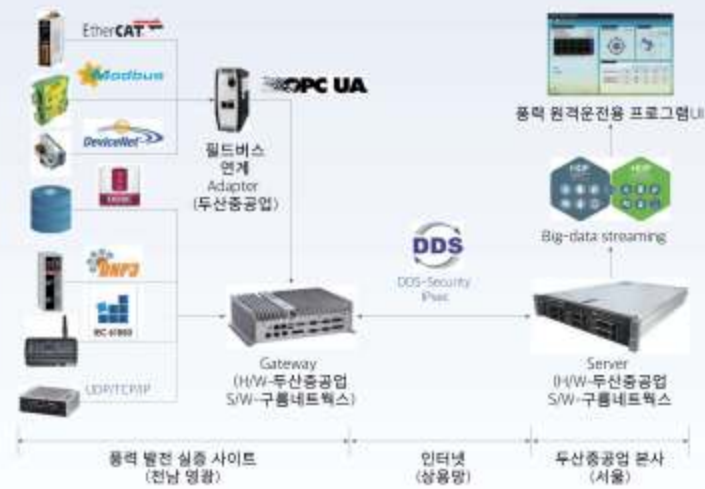 EtherCAT
Modbus
DeviceNet
OPC UA
필드버스
연계
Adapter
(두산중공업)
DNP3
IEC 61850
UDP/TCP/IP
Gateway
(H/W-두산중공업
S/W-구름네트웍스)
DDS
DDS-Security
IPsec
풍력 원격운전용 프로그램UI
HDP
HDF
Big-data streaming
Server
(H/W-두산중공업
S/W-구름네트웍스
풍력 발전 실증 사이트
(전남 영광)
인터넷
(상용망)
두산중공업 본사
(서울)